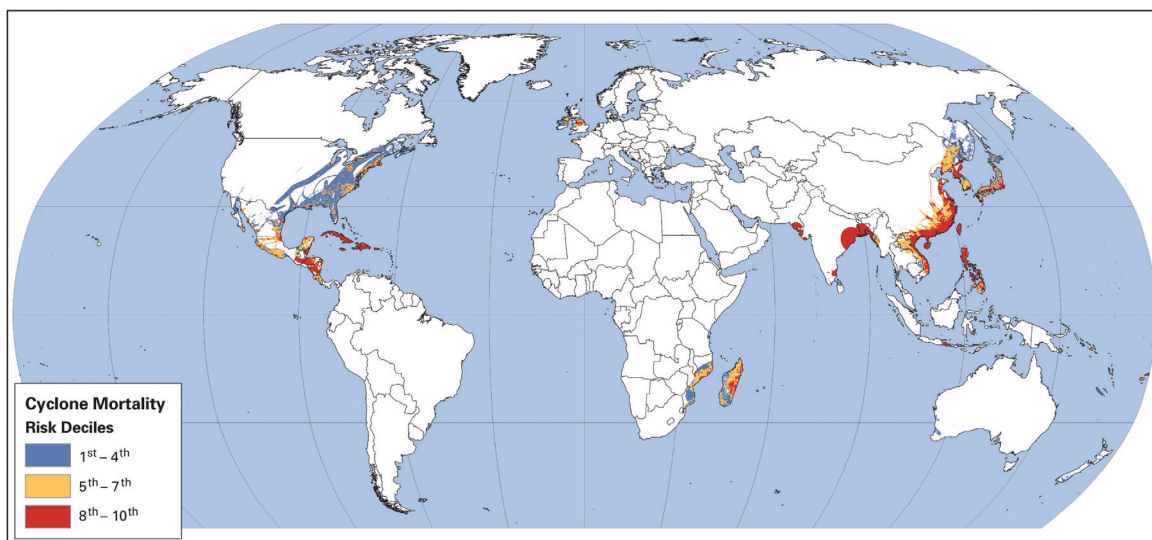 Cyclone Mortality
Risk Deciles
1st – 4th
5th – 7th
8th – 10th